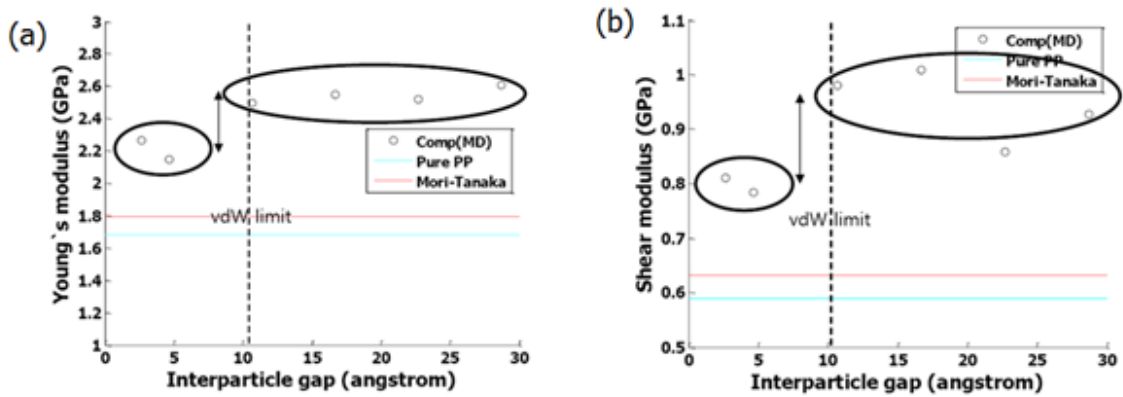 (a)
Young`s modulus (GPa)
3
2.8
2.6
2.4
2.2
2
1.8
1.6
1.4
1.2
1
Comp(MD)
Pure PP
Mori-Tanaka
vdW limit
0 5 10 15 20 25 30
Interparticle gap (angstrom)
(b)
Shear modulus (GPa)
1.1
1
0.9
0.8
0.7
0.6
0.5
Comp(MD)
Pure PP
Mori-Tanaka
vdW limit
0 5 10 15 20 25 30
Interparticle gap (angstrom)